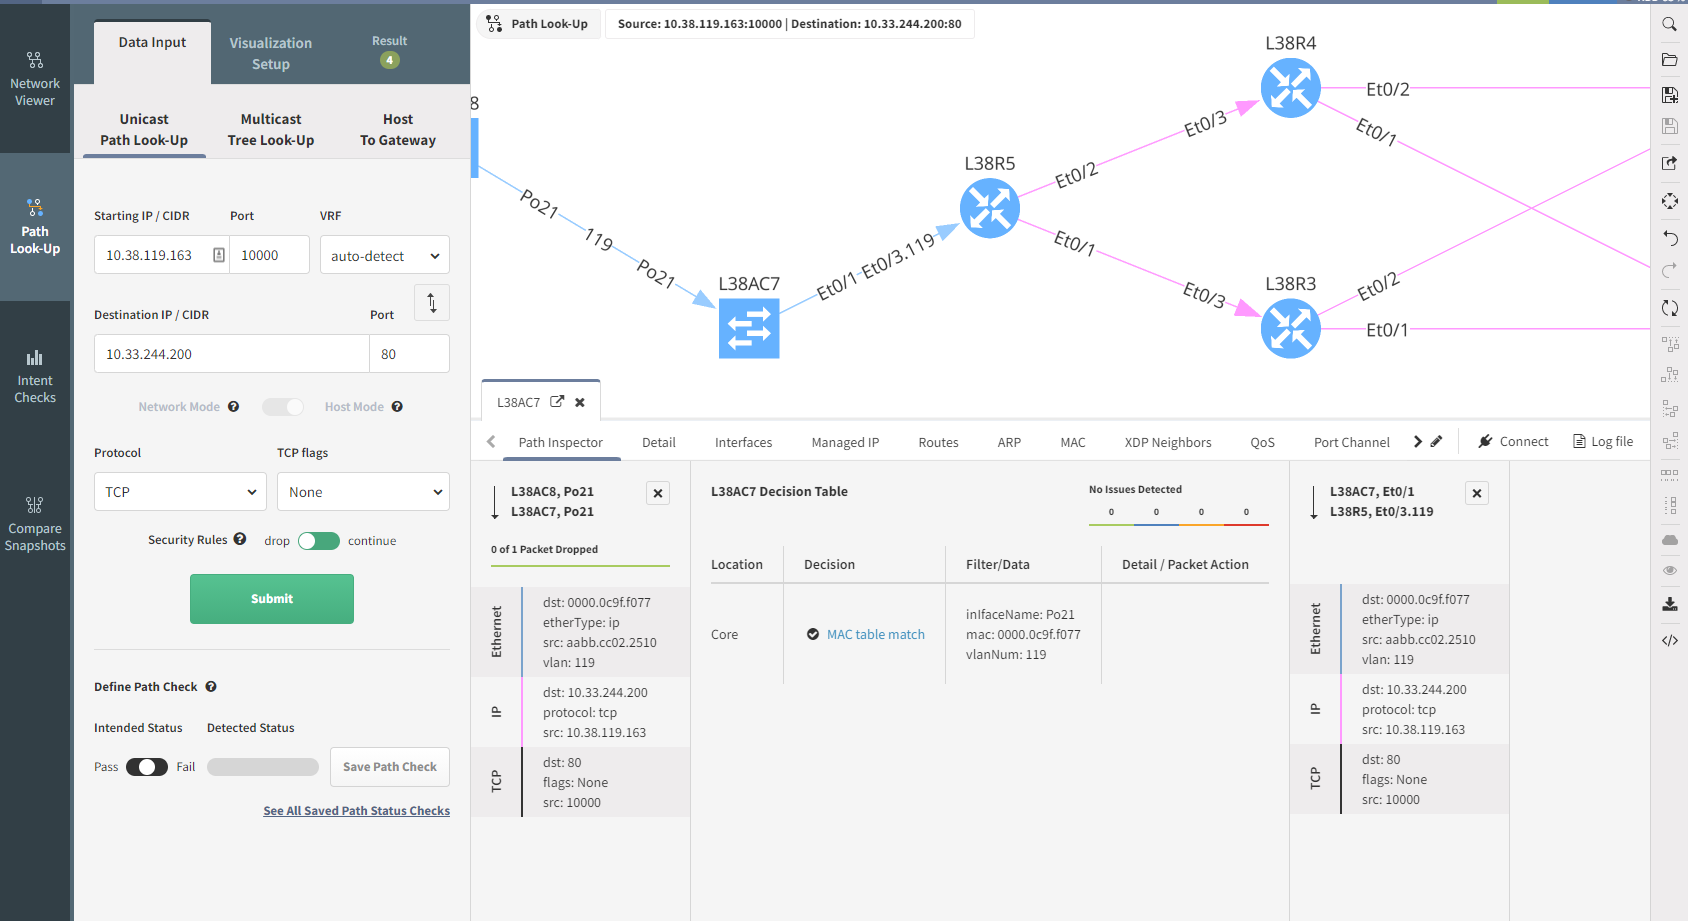 Network
Viewer
Path
Look-Up
Intent
Checks
Compare
Snapshots
Data Input
Visualization
Setup
Result
4
Unicast
Path Look-Up
Multicast
Tree Look-Up
Host
To Gateway
Starting IP / CIDR
Port
VRF
10.38.119.163
10000
auto-detect
Destination IP / CIDR
Port
10.33.244.200
80
Network Mode
Host Mode
Protocol
TCP flags
TCP
None
Security Rules
drop
continue
Submit
Define Path Check
Intended Status
Detected Status
Pass
Fail
Save Path Check
See All Saved Path Status Checks
Path Look-Up
Source: 10.38.119.163:10000 | Destination: 10.33.244.200:80
8
Po21
119
Po21
L38AC7
Et0/1
Et0/3.119
L38R5
Et0/2
Et0/3
L38R4
Et0/2
Et0/1
Et0/1
Et0/3
L38R3
Et0/2
Et0/1
L38AC7
Path Inspector
Detail
Interfaces
Managed IP
Routes
ARP
MAC
XDP Neighbors
QoS
Port Channel
Connect
Log file
L38AC8, Po21
L38AC7, Po21
0 of 1 Packet Dropped
Ethernet
dst: 0000.0c9f.f077
etherType: ip
src: aabb.cc02.2510
vlan: 119
IP
dst: 10.33.244.200
protocol: tcp
src: 10.38.119.163
TCP
dst: 80
flags: None
src: 10000
L38AC7 Decision Table
No Issues Detected
0 0 0 0
Location
Decision
Filter/Data
Detail / Packet Action
Core
MAC table match
inIfaceName: Po21
mac: 0000.0c9f.f077
vlanNum: 119
L38AC7, Et0/1
L38R5, Et0/3.119
Ethernet
dst: 0000.0c9f.f077
etherType: ip
src: aabb.cc02.2510
vlan: 119
IP
dst: 10.33.244.200
protocol: tcp
src: 10.38.119.163
TCP
dst: 80
flags: None
src: 10000